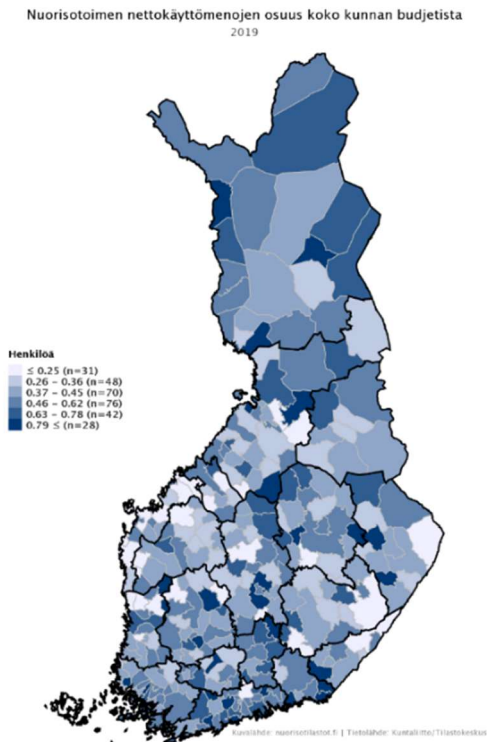 Nuorisotoimen nettokäyttömenojen osuus koko kunnan budjetista
2019
Henkilöä
≤ 0.25 (n=31)
0.26 - 0.36 (n=48)
0.37 - 0.45 (n=70)
0.46 - 0.62 (n=76)
0.63 - 0.78 (n=42)
0.79 ≤ (n=28)
Kuvalähde: nuorisotilastot.fi | Tietolähde: Kuntaliitto/Tilastokeskus